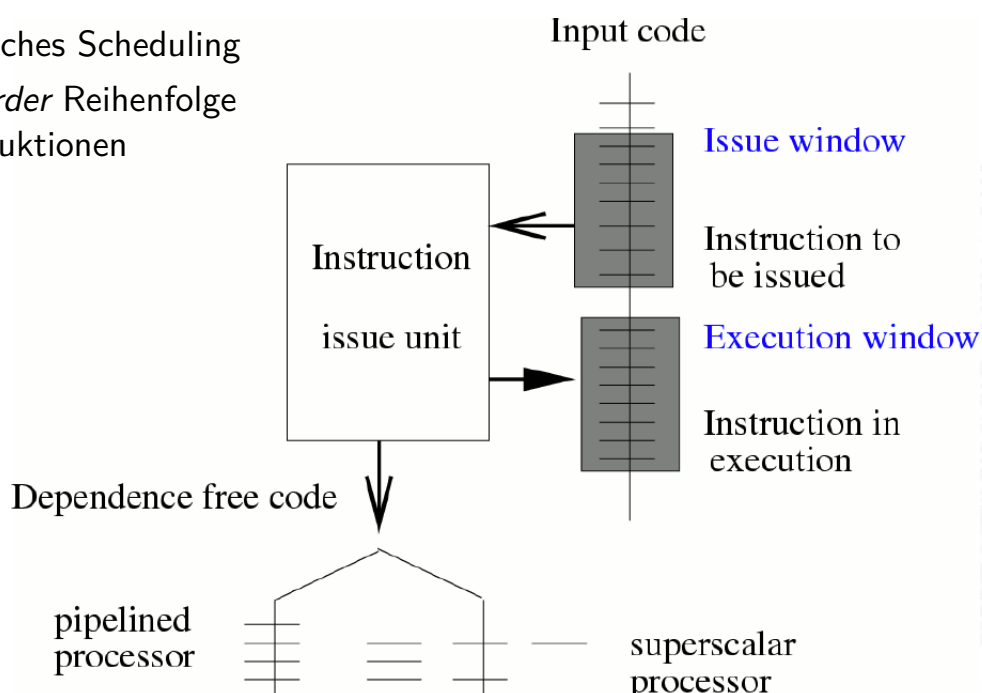 ches Scheduling
rder Reihenfolge
uktionen
Input code
Issue window
Instruction to
be issued
Instruction
issue unit
Execution window
Instruction in
execution
Dependence free code
pipelined
processor
superscalar
processor